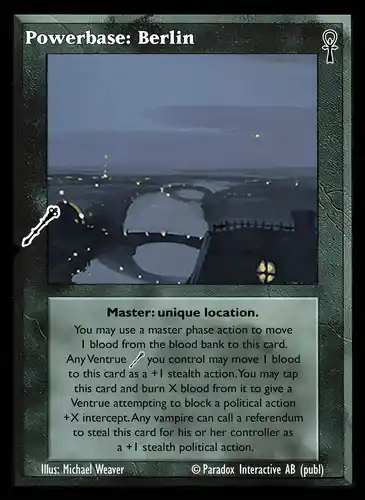 Powerbase: Berlin
Master: unique location.
You may use a master phase action to move
1 blood from the blood bank to this card.
Any Ventrue you control may move 1 blood
to this card as a +1 stealth action. You may tap
this card and burn X blood from it to give a
Ventrue attempting to block a political action
+X intercept. Any vampire can call a referendum
to steal this card for his or her controller as
a +1 stealth political action.
Illus: Michael Weaver © Paradox Interactive AB (publ)